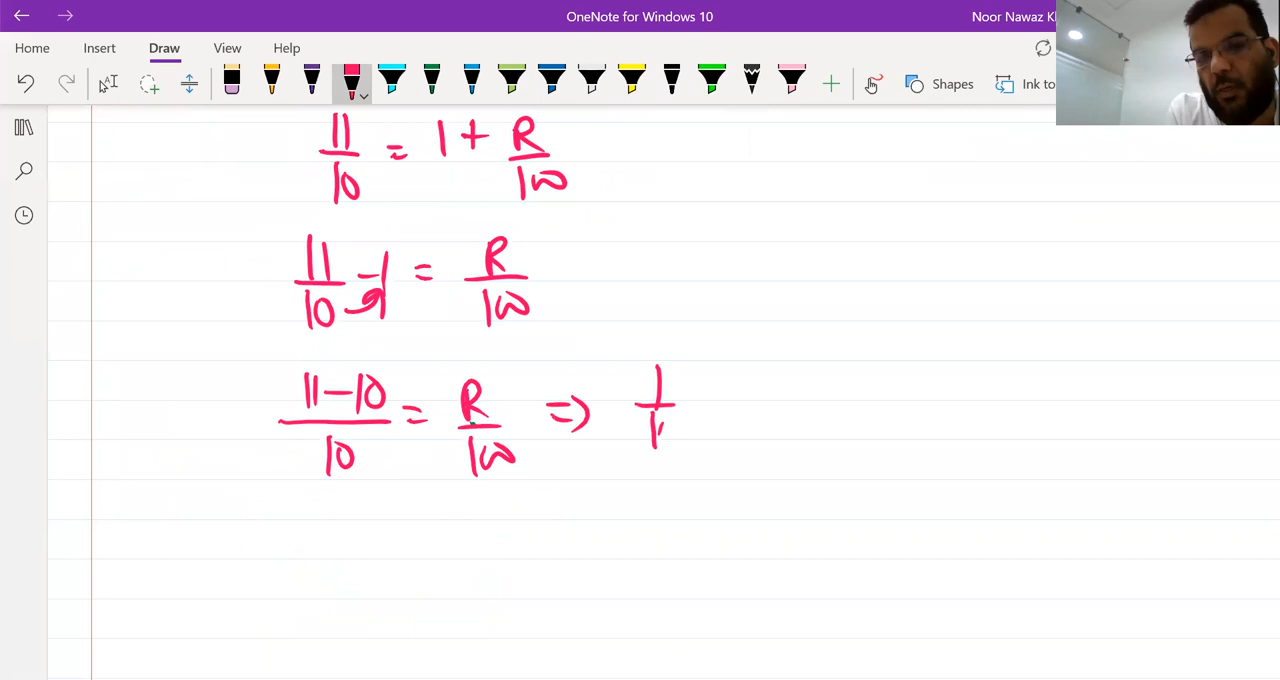 OneNote for Windows 10
Noor Nawaz Kh
Home Insert Draw View Help
Shapes Ink to
11/10 = 1 + R/100
11/10 - 1 = R/100
11-10/10 = R/100 => 1/1